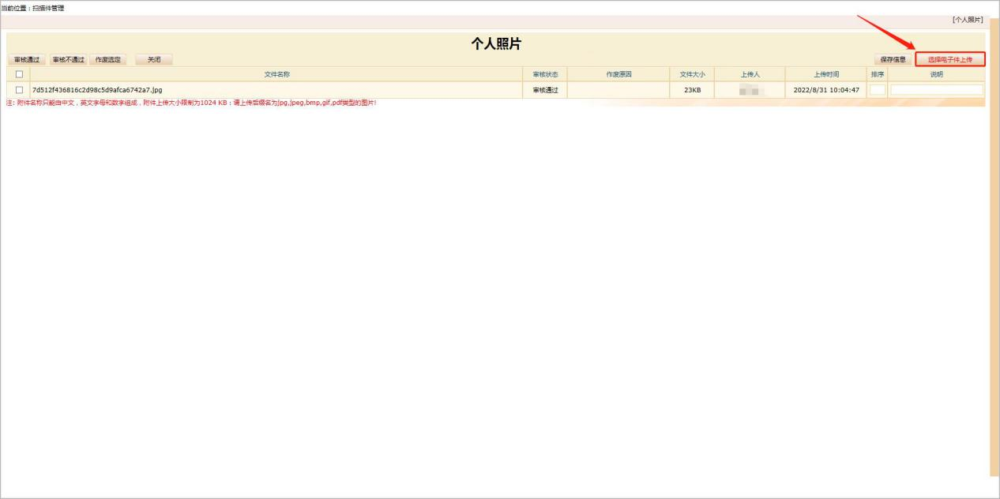 当前位置：扫描件管理
[个人照片]
个人照片
审核通过 审核不通过 作废选定 关闭 保存信息 选择电子件上传
文件名称 审核状态 作废原因 文件大小 上传人 上传时间 排序 说明
7d512f436816c2d98c5d9afca6742a7.jpg 审核通过 23KB 2022/8/31 10:04:47
注: 附件名称只能由中文，英文字母和数字组成，附件上传大小限制为1024 KB；请上传后缀名为jpg,jpeg,bmp,gif,pdf类型的图片!